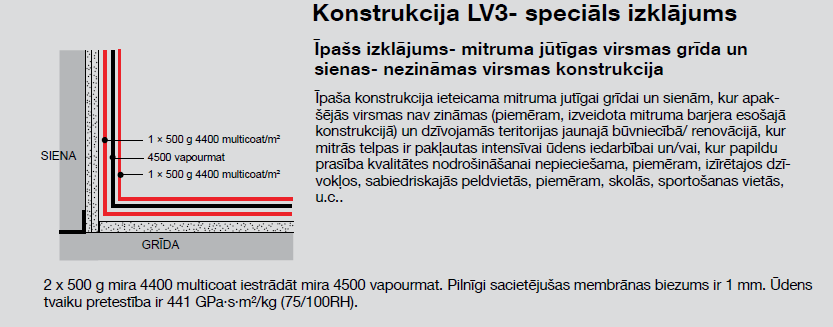 Konstrukcija LV3- speciāls izklājums
Īpašs izklājums- mitruma jūtīgas virsmas grīda un
sienas- nezināmas virsmas konstrukcija
Īpaša konstrukcija ieteicama mitruma jutīgai grīdai un sienām, kur apak-
šējās virsmas nav zināmas (piemēram, izveidota mitruma barjera esošajā
konstrukcijā) un dzīvojamās teritorijas jaunajā būvniecībā/ renovācijā, kur
mitrās telpas ir pakļautas intensīvai ūdens iedarbībai un/vai, kur papildu
prasība kvalitātes nodrošināšanai nepieciešama, piemēram, izīrētajos dzī-
vokļos, sabiedriskajās peldvietās, piemēram, skolās, sportošanas vietās,
u.c..
1 × 500 g 4400 multicoat/m²
SIENA
4500 vapourmat
1 × 500 g 4400 multicoat/m²
GRĪDA
2 x 500 g mira 4400 multicoat iestrādāt mira 4500 vapourmat. Pilnīgi sacietējušas membrānas biezums ir 1 mm. Ūdens
tvaiku pretestība ir 441 GPa·s·m²/kg (75/100RH).